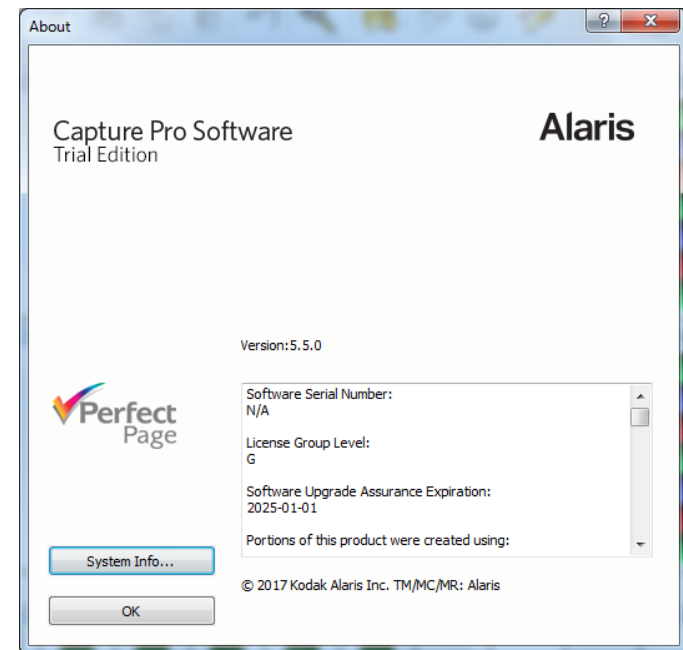 About
?
X
Capture Pro Software
Trial Edition
Alaris
Version:5.5.0
Perfect
Page
Software Serial Number:
N/A
License Group Level:
G
Software Upgrade Assurance Expiration:
2025-01-01
Portions of this product were created using:
System Info...
© 2017 Kodak Alaris Inc. TM/MC/MR: Alaris
OK